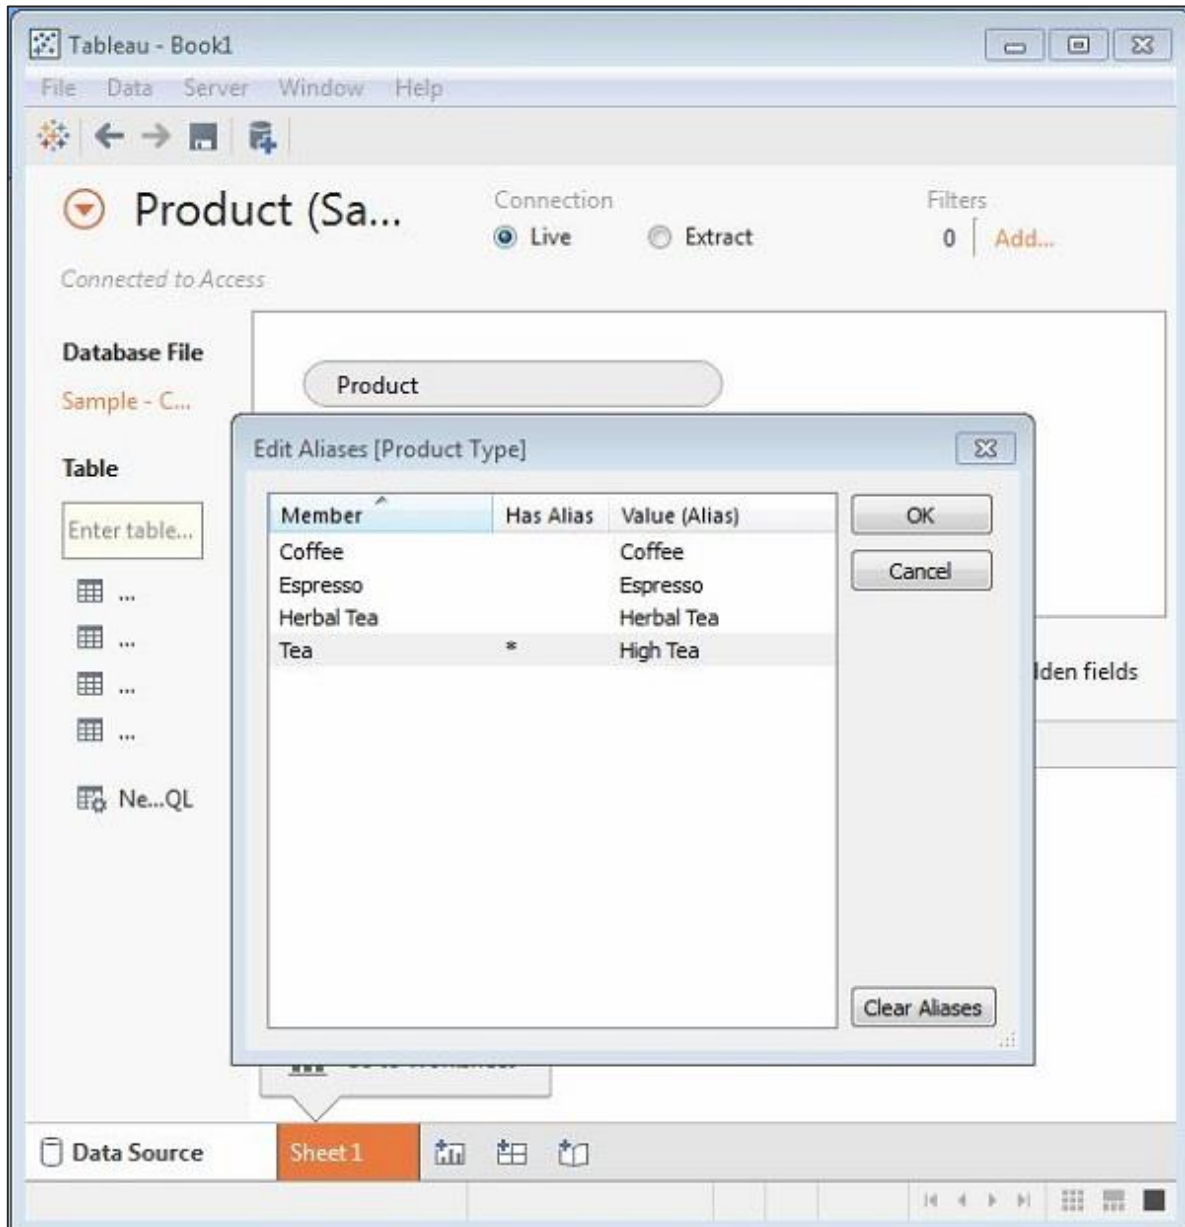 Tableau - Book1
File Data Server Window Help
Product (Sa...
Connection
Filters
Live Extract
0 Add...
Connected to Access
Database File
Sample - C...
Product
Table
Enter table...
...
...
...
...
Ne...QL
Edit Aliases [Product Type]
Member Has Alias Value (Alias)
Coffee Coffee
Espresso Espresso
Herbal Tea Herbal Tea
Tea * High Tea
OK
Cancel
Clear Aliases
dden fields
Data Source Sheet 1